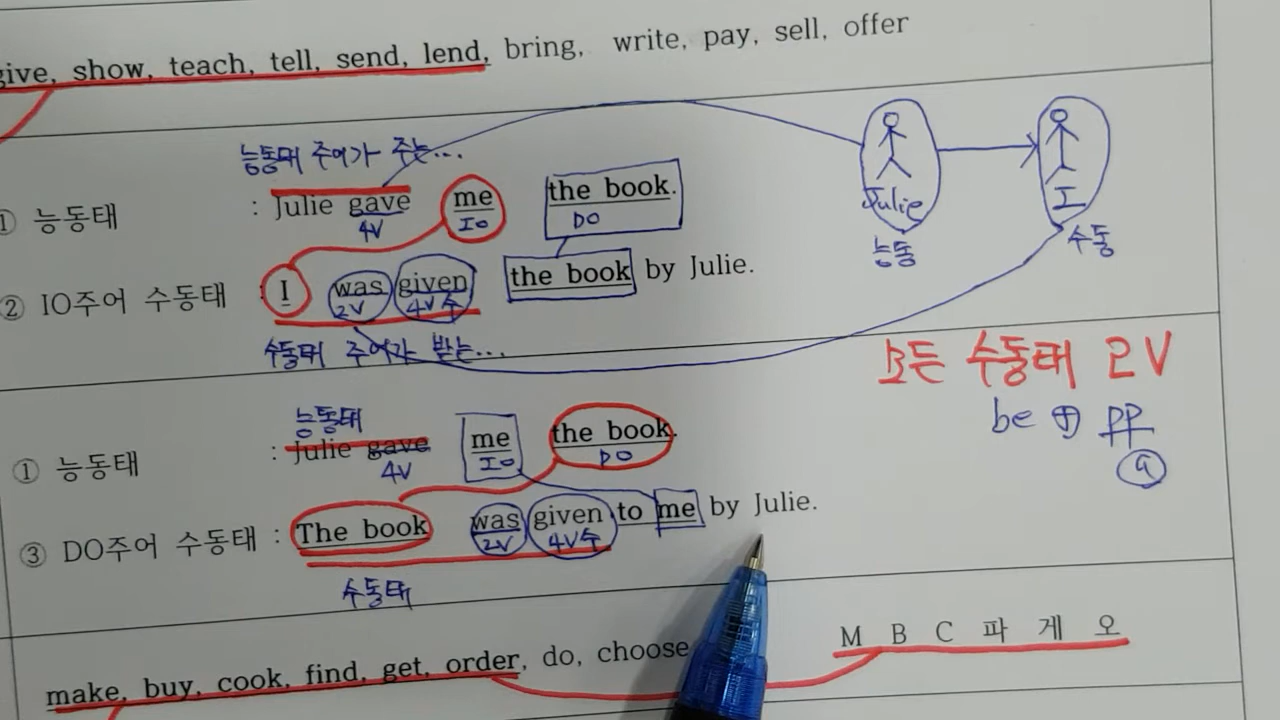 give, show, teach, tell, send, lend, bring, write, pay, sell, offer
능동태 주어가 주는...
① 능동태 : Julie gave me the book.
4V IO DO
Julie I
능동 수동
② IO주어 수동태 : I was given the book by Julie.
2V 4V수
수동태 주어가 받는...
모든 수동태 2V
be ⊕ PP
ⓐ
능동태
① 능동태 : Julie gave me the book.
4V IO DO
③ DO주어 수동태 : The book was given to me by Julie.
2V 4V수
수동태
M B C 파 게 오
make, buy, cook, find, get, order, do, choose